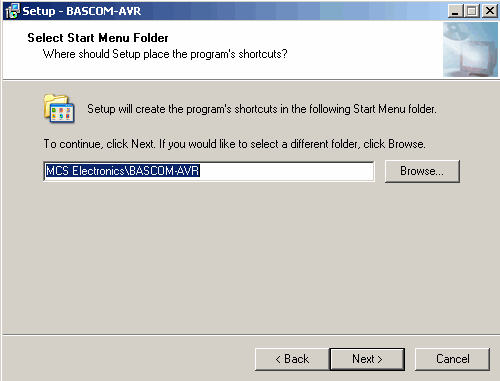 Setup - BASCOM-AVR
Select Start Menu Folder
Where should Setup place the program's shortcuts?
Setup will create the program's shortcuts in the following Start Menu folder.
To continue, click Next. If you would like to select a different folder, click Browse.
MCS Electronics\BASCOM-AVR
Browse...
< Back
Next >
Cancel